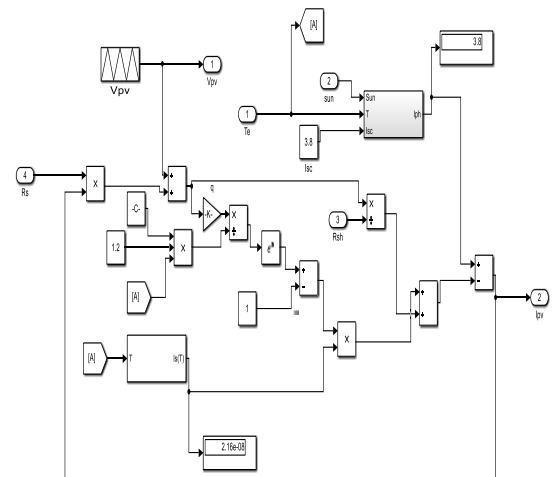 [A]
3.8
Vpv
1
Vpv
2
sun
Sun
T
Isc
Iph
1
Te
3.8
Isc
4
Rs
X
+
+
q
-K-
X
÷
X
÷
3
Rsh
-C-
1.2
X
eᵘ
[A]
+
-
1
+
+
+
-
2
Ipv
X
[A]
T
Is(T)
2.16e-08